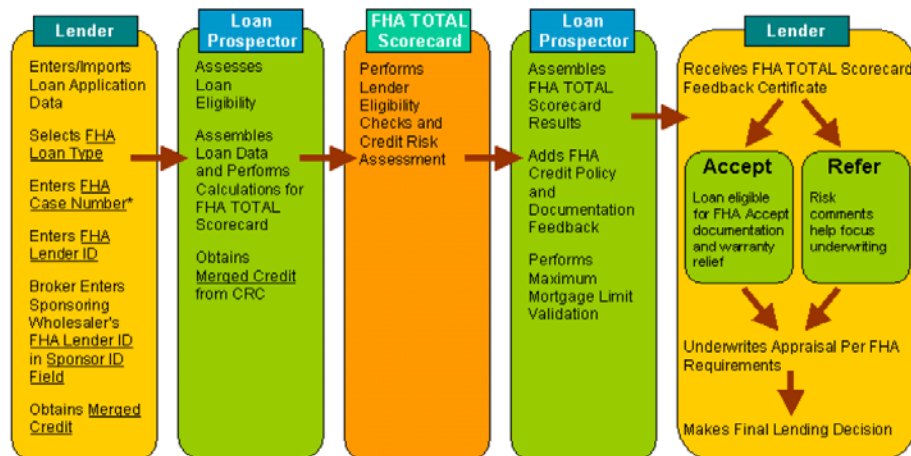 Lender
Enters/Imports
Loan Application
Data
Selects FHA
Loan Type
Enters FHA
Case Number*
Enters FHA
Lender ID
Broker Enters
Sponsoring
Wholesaler's
FHA Lender ID
in Sponsor ID
Field
Obtains Merged
Credit
Loan
Prospector
Assesses
Loan
Eligibility
Assembles
Loan Data
and Performs
Calculations for
FHA TOTAL
Scorecard
Obtains
Merged Credit
from CRC
FHA TOTAL
Scorecard
Performs
Lender
Eligibility
Checks and
Credit Risk
Assessment
Loan
Prospector
Assembles
FHA TOTAL
Scorecard
Results
Adds FHA
Credit Policy
and
Documentation
Feedback
Performs
Maximum
Mortgage Limit
Validation
Lender
Receives FHA TOTAL Scorecard
Feedback Certificate
Accept
Loan eligible
for FHA Accept
documentation
and warranty
relief
Refer
Risk
comments
help focus
underwriting
Underwrites Appraisal Per FHA
Requirements
Makes Final Lending Decision